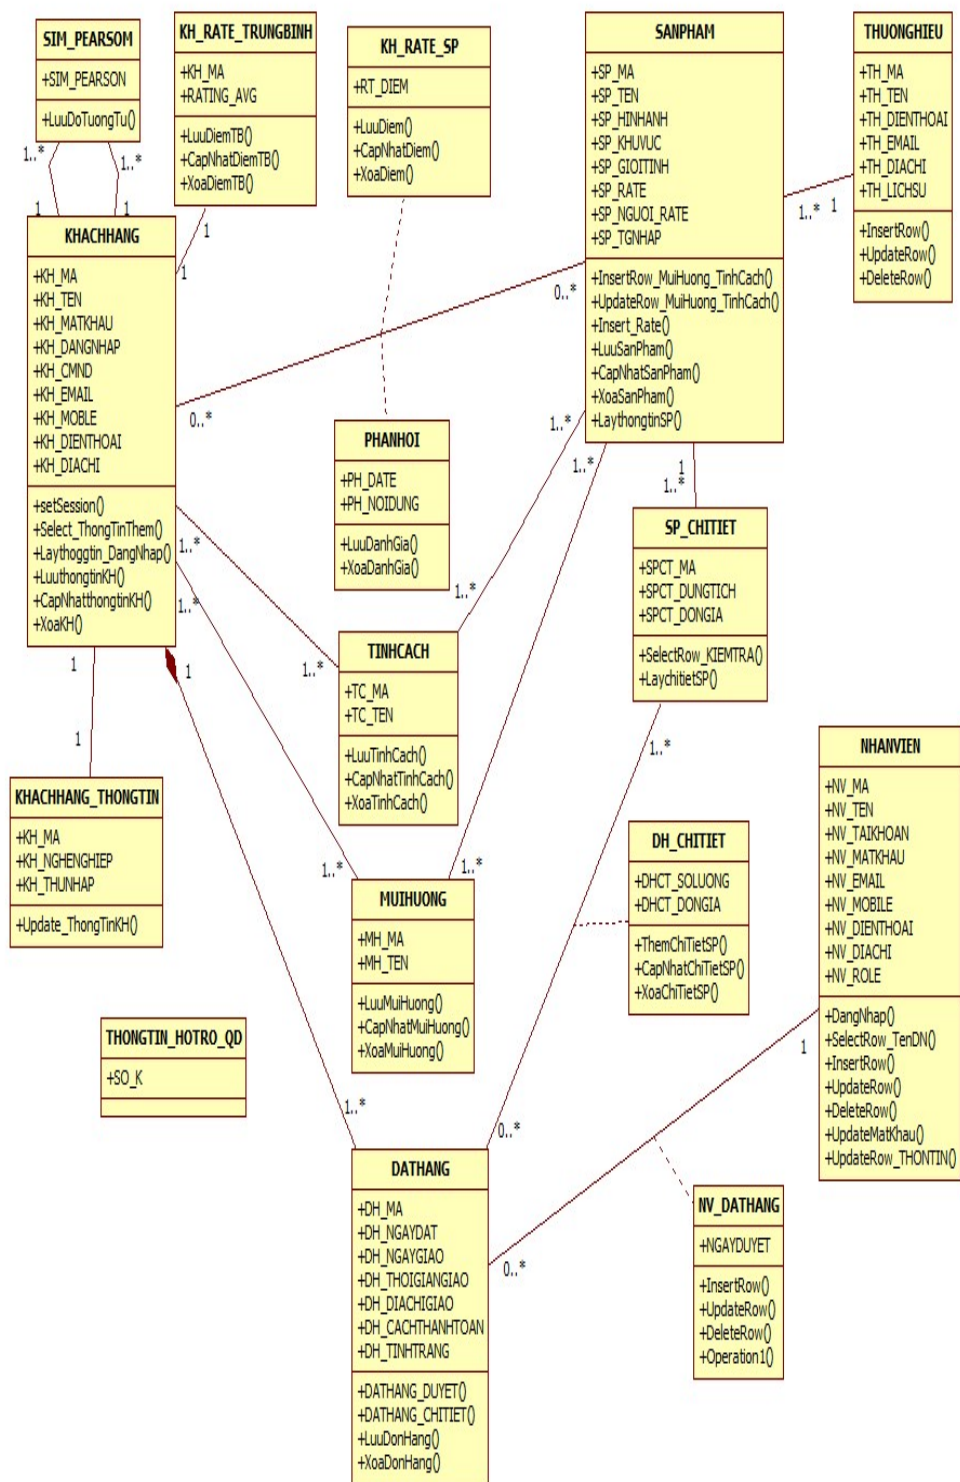 SIM_PEARSOM
+SIM_PEARSON
+LuuDoTuongTu()
KH_RATE_TRUNGBINH
+KH_MA
+RATING_AVG
+LuuDiemTB()
+CapNhatDiemTB()
+XoaDiemTB()
KH_RATE_SP
+RT_DIEM
+LuuDiem()
+CapNhatDiem()
+XoaDiem()
SANPHAM
+SP_MA
+SP_TEN
+SP_HINHANH
+SP_KHUVUC
+SP_GIOITINH
+SP_RATE
+SP_NGUOI_RATE
+SP_TGNHAP
+InsertRow_MuiHuong_TinhCach()
+UpdateRow_MuiHuong_TinhCach()
+Insert_Rate()
+LuuSanPham()
+CapNhatSanPham()
+XoaSanPham()
+LaythongtinSP()
THUONGHIEU
+TH_MA
+TH_TEN
+TH_DIENTHOAI
+TH_EMAIL
+TH_DIACHI
+TH_LICHSU
+InsertRow()
+UpdateRow()
+DeleteRow()
1..*
1..*
1
1
1
1
1..*
1
0..*
0..*
KHACHHANG
+KH_MA
+KH_TEN
+KH_MATKHAU
+KH_DANGNHAP
+KH_CMND
+KH_EMAIL
+KH_MOBLE
+KH_DIENTHOAI
+KH_DIACHI
+setSession()
+Select_ThongTinThem()
+Laythoggtin_DangNhap()
+LuuthongtinKH()
+CapNhatthongtinKH()
+XoaKH()
PHANHOI
+PH_DATE
+PH_NOIDUNG
+LuuDanhGia()
+XoaDanhGia()
1..*
1..*
1
1..*
1..*
1..*
1..*
1..*
SP_CHITIET
+SPCT_MA
+SPCT_DUNGTICH
+SPCT_DONGIA
+SelectRow_KIEMTRA()
+LaychitietSP()
TINHCACH
+TC_MA
+TC_TEN
+LuuTinhCach()
+CapNhatTinhCach()
+XoaTinhCach()
1
1
1
1..*
KHACHHANG_THONGTIN
+KH_MA
+KH_NGHENGHIEP
+KH_THUNHAP
+Update_ThongTinKH()
NHANVIEN
+NV_MA
+NV_TEN
+NV_TAIKHOAN
+NV_MATKHAU
+NV_EMAIL
+NV_MOBILE
+NV_DIENTHOAI
+NV_DIACHI
+NV_ROLE
+DangNhap()
+SelectRow_TenDN()
+InsertRow()
+UpdateRow()
+DeleteRow()
+UpdateMatKhau()
+UpdateRow_THONTIN()
DH_CHITIET
+DHCT_SOLUONG
+DHCT_DONGIA
+ThemChiTietSP()
+CapNhatChiTietSP()
+XoaChiTietSP()
1..*
1..*
MUIHUONG
+MH_MA
+MH_TEN
+LuuMuiHuong()
+CapNhatMuiHuong()
+XoaMuiHuong()
THONGTIN_HOTRO_QD
+SO_K
1
1..*
0..*
0..*
DATHANG
+DH_MA
+DH_NGAYDAT
+DH_NGAYGIAO
+DH_THOIGIANGIAO
+DH_DIACHIGIAO
+DH_CACHTHANHTOAN
+DH_TINHTRANG
+DATHANG_DUYET()
+DATHANG_CHITIET()
+LuuDonHang()
+XoaDonHang()
NV_DATHANG
+NGAYDUYET
+InsertRow()
+UpdateRow()
+DeleteRow()
+Operation1()